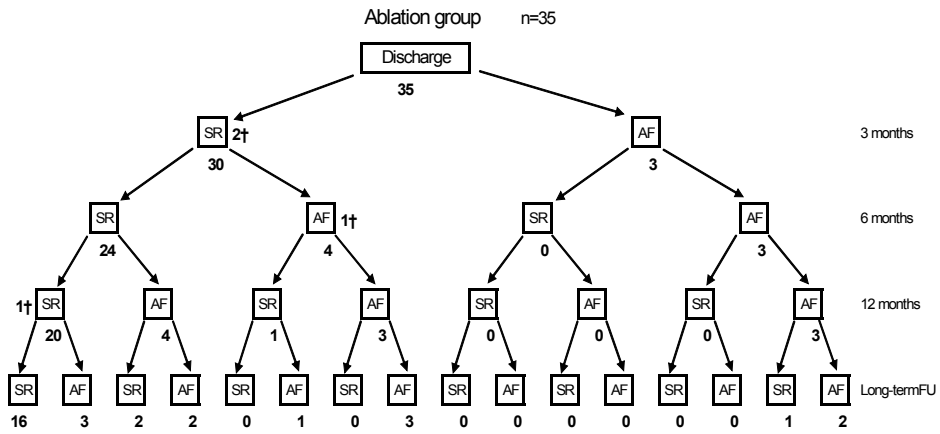 Ablation group n=35
Discharge
35
SR 2† AF 3 months
30 3
SR AF 1† SR AF 6 months
24 4 0 3
1† SR AF SR AF SR AF SR AF 12 months
20 4 1 3 0 0 0 3
SR AF SR AF SR AF SR AF SR AF SR AF SR AF SR AF Long-termFU
16 3 2 2 0 1 0 3 0 0 0 0 0 0 1 2